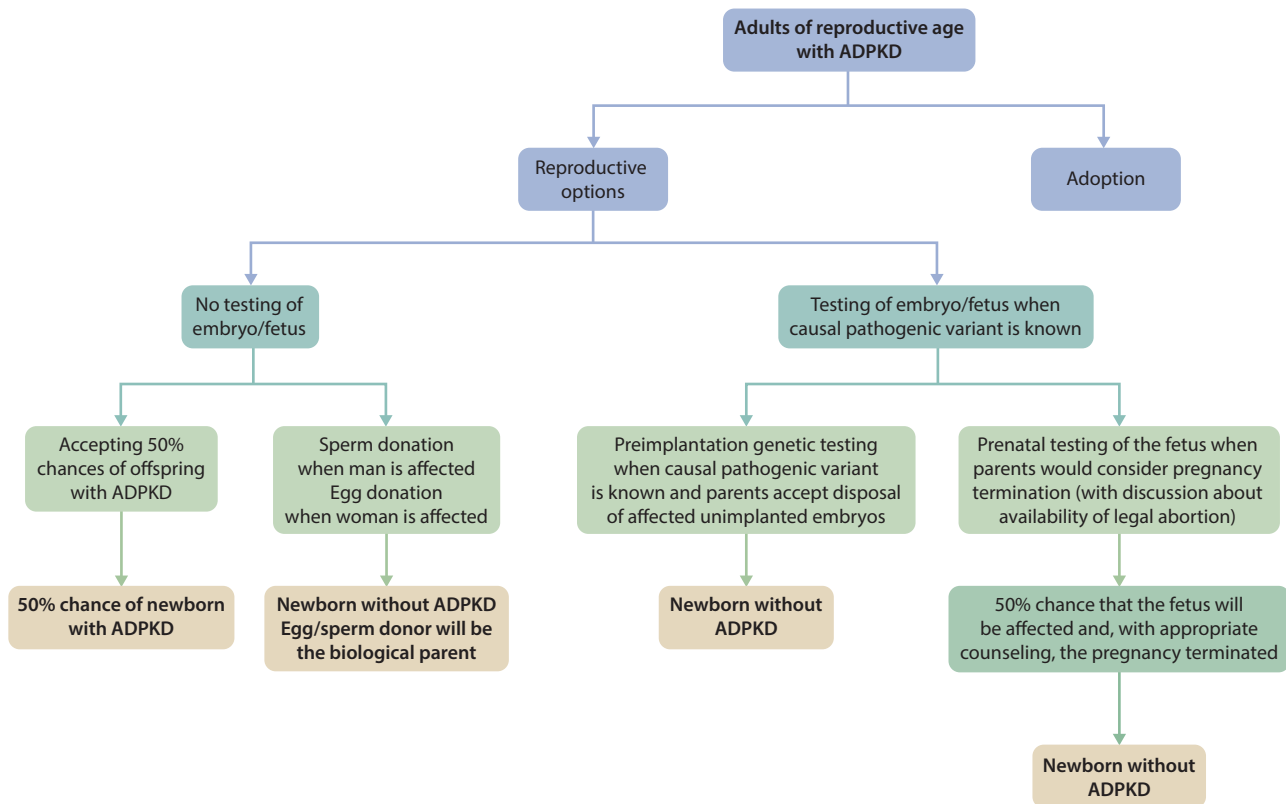 Adults of reproductive age
with ADPKD
Reproductive
options
Adoption
No testing of
embryo/fetus
Testing of embryo/fetus when
causal pathogenic variant is known
Accepting 50%
chances of offspring
with ADPKD
Sperm donation
when man is affected
Egg donation
when woman is affected
Preimplantation genetic testing
when causal pathogenic variant
is known and parents accept disposal
of affected unimplanted embryos
Prenatal testing of the fetus when
parents would consider pregnancy
termination (with discussion about
availability of legal abortion)
50% chance of newborn
with ADPKD
Newborn without ADPKD
Egg/sperm donor will be
the biological parent
Newborn without
ADPKD
50% chance that the fetus will
be affected and, with appropriate
counseling, the pregnancy terminated
Newborn without
ADPKD